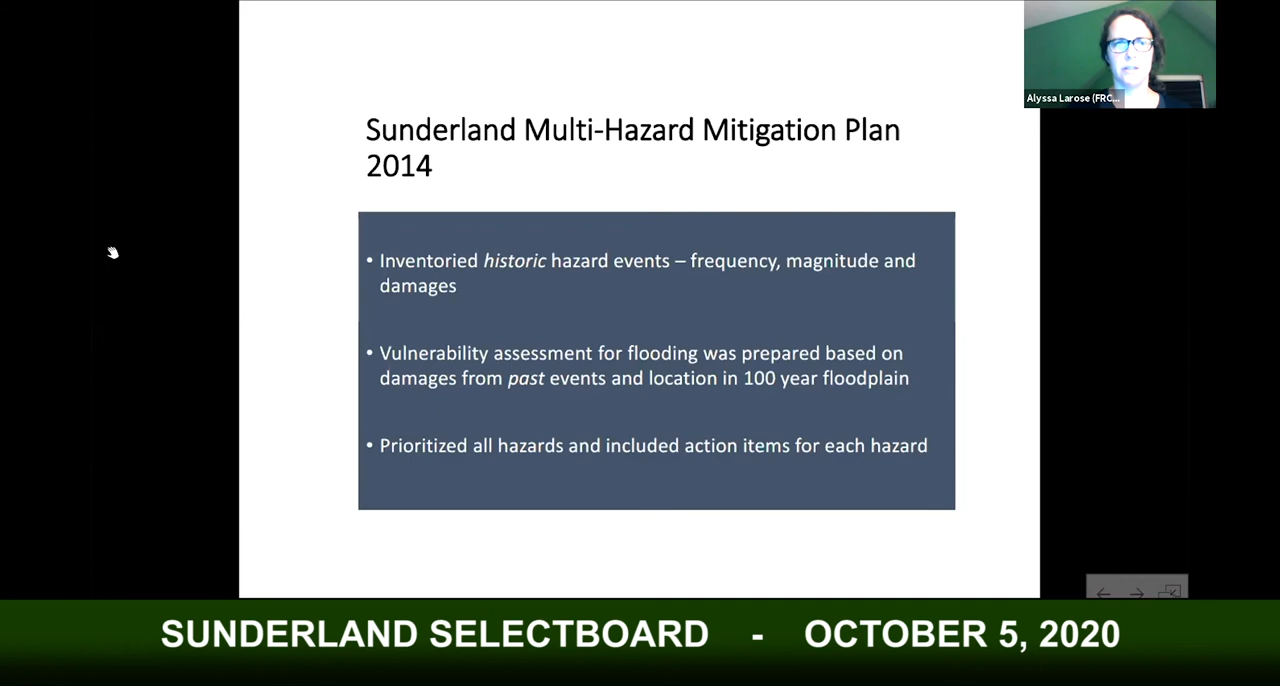 Alyssa Larose (FRC...
Sunderland Multi-Hazard Mitigation Plan
2014
• Inventoried historic hazard events – frequency, magnitude and
damages
• Vulnerability assessment for flooding was prepared based on
damages from past events and location in 100 year floodplain
• Prioritized all hazards and included action items for each hazard
SUNDERLAND SELECTBOARD - OCTOBER 5, 2020